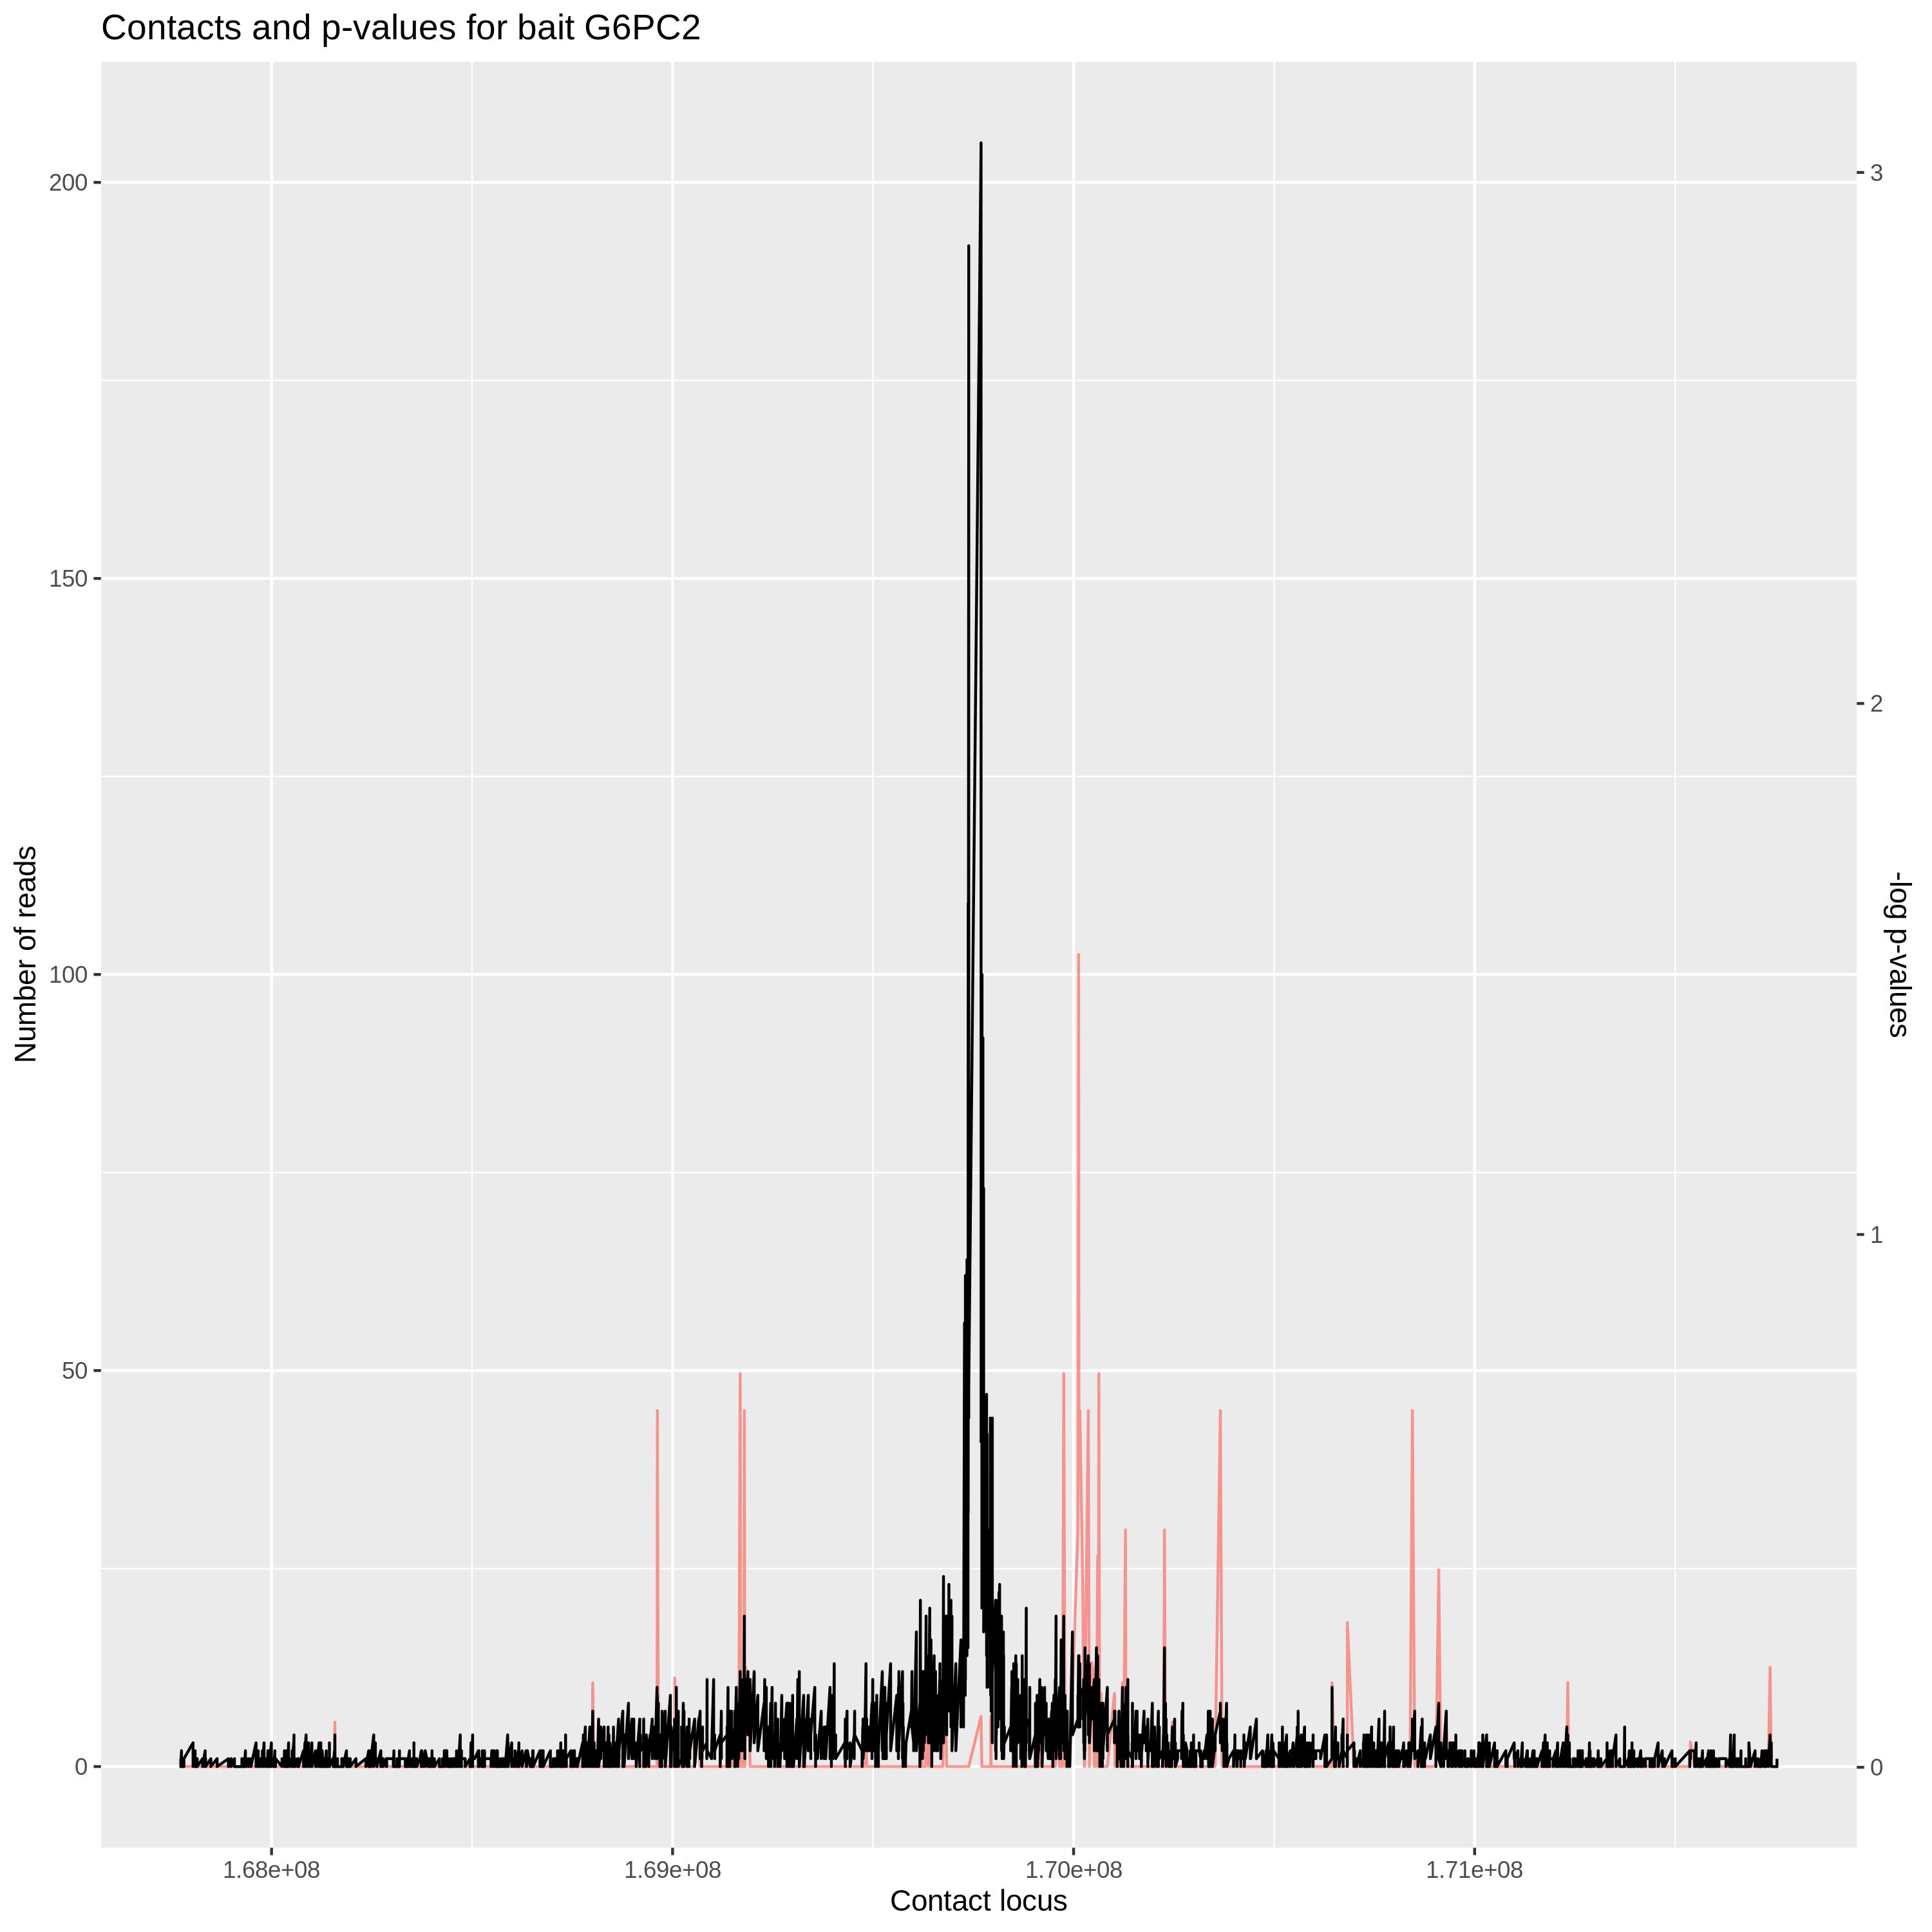 Contacts and p-values for bait G6PC2
200
150
100
50
0
Number of reads
3
2
1
0
-log p-values
1.68e+08 1.69e+08 1.70e+08 1.71e+08
Contact locus